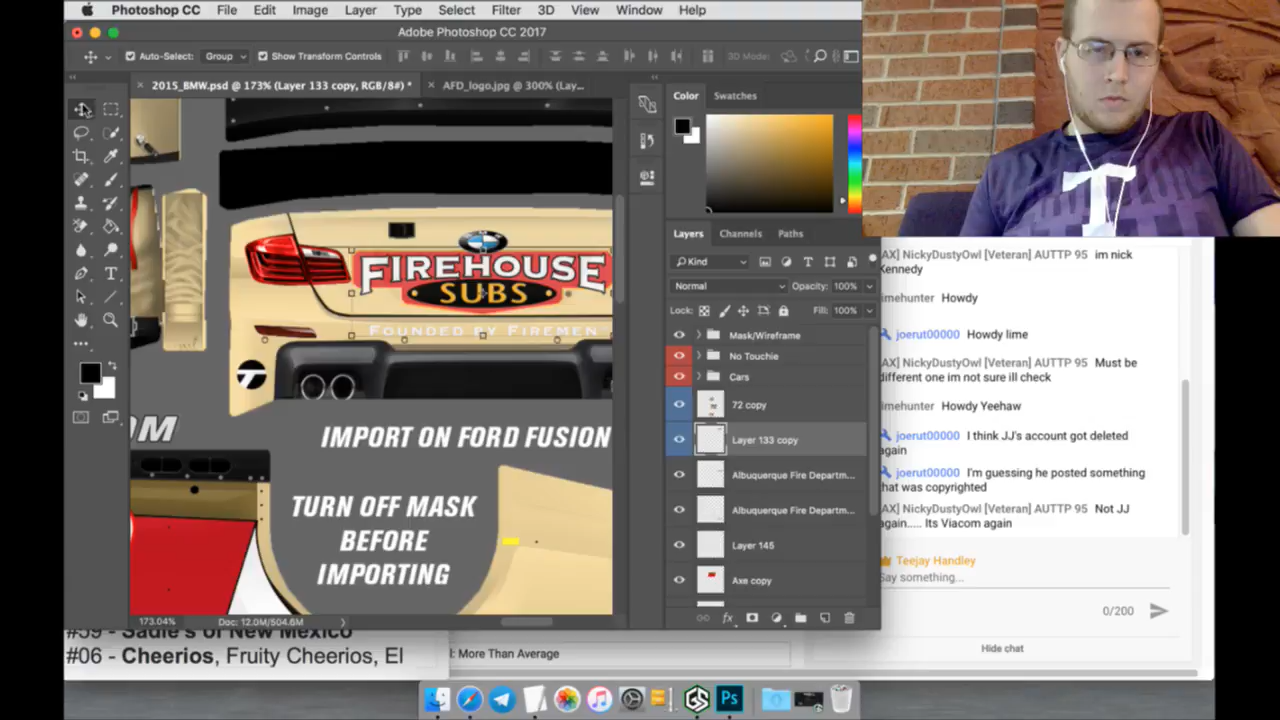 Photoshop CC File Edit Image Layer Type Select Filter 3D View Window Help
Adobe Photoshop CC 2017
Auto-Select: Group Show Transform Controls 3D Mode:
2015_BMW.psd @ 173% (Layer 133 copy, RGB/8#) * AFD_logo.jpg @ 300% (Lay...
Color Swatches
FIREHOUSE
SUBS
FOUNDED BY FIREMEN
OM
IMPORT ON FORD FUSION
TURN OFF MASK
BEFORE
IMPORTING
173.04% Doc: 12.0M/504.6M
Layers Channels Paths
Kind
Normal Opacity: 100%
Lock: Fill: 100%
Mask/Wireframe
No Touchie
Cars
72 copy
Layer 133 copy
Albuquerque Fire Departm...
Albuquerque Fire Departm...
Layer 145
Axe copy
fx
T
AX] NickyDustyOwl [Veteran] AUTTP 95 im nick
Kennedy
imehunter Howdy
joerut00000 Howdy lime
AX] NickyDustyOwl [Veteran] AUTTP 95 Must be
different one im not sure ill check
imehunter Howdy Yeehaw
joerut00000 I think JJ's account got deleted
again
joerut00000 I'm guessing he posted something
that was copyrighted
AX] NickyDustyOwl [Veteran] AUTTP 95 Not JJ
again..... Its Viacom again
Teejay Handley
Say something...
0/200
Hide chat
#59 - Sadie's of New Mexico
#06 - Cheerios, Fruity Cheerios, El
l: More Than Average
Ps